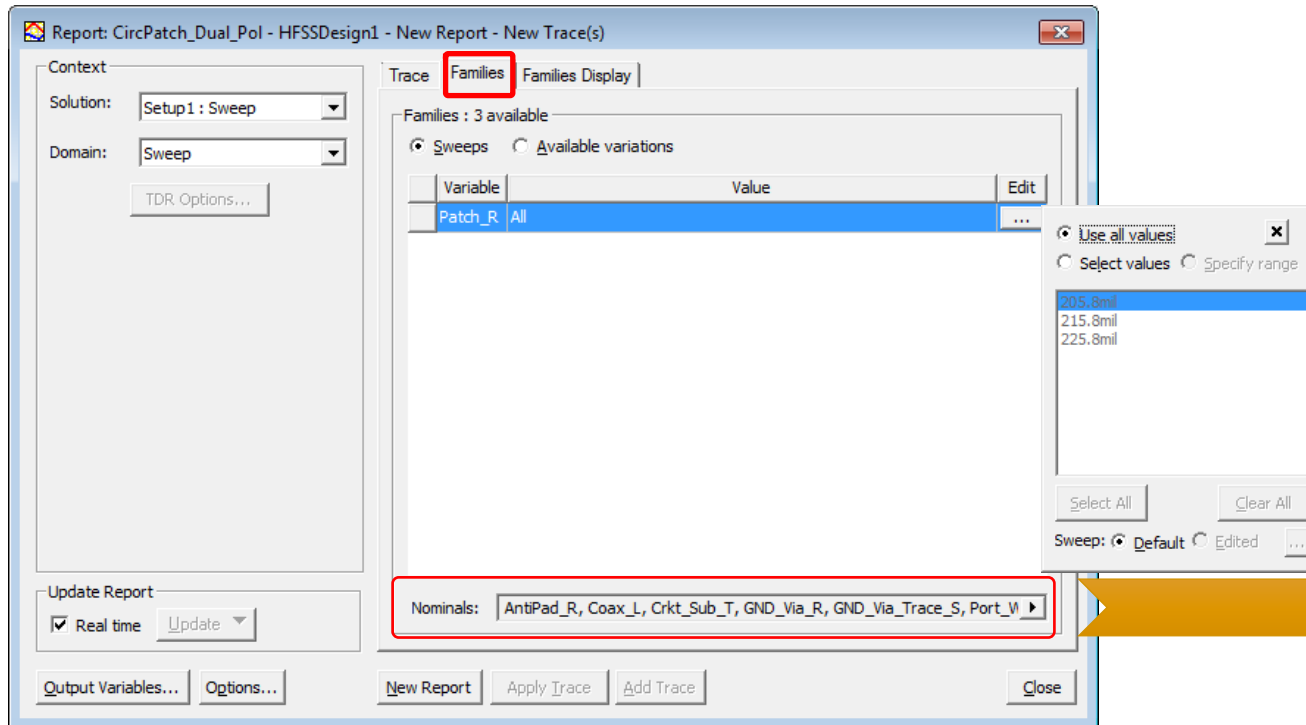 Report: CircPatch_Dual_Pol - HFSSDesign1 - New Report - New Trace(s)
Context
Solution: Setup1 : Sweep
Domain: Sweep
TDR Options...
Update Report
Real time Update
Output Variables... Options...
Trace Families Families Display
Families : 3 available
Sweeps Available variations
Variable Value Edit
Patch_R All ...
Nominals: AntiPad_R, Coax_L, Crkt_Sub_T, GND_Via_R, GND_Via_Trace_S, Port_W
New Report Apply Trace Add Trace Close
Use all values
Select values Specify range
205.8mil
215.8mil
225.8mil
Select All Clear All
Sweep: Default Edited ...